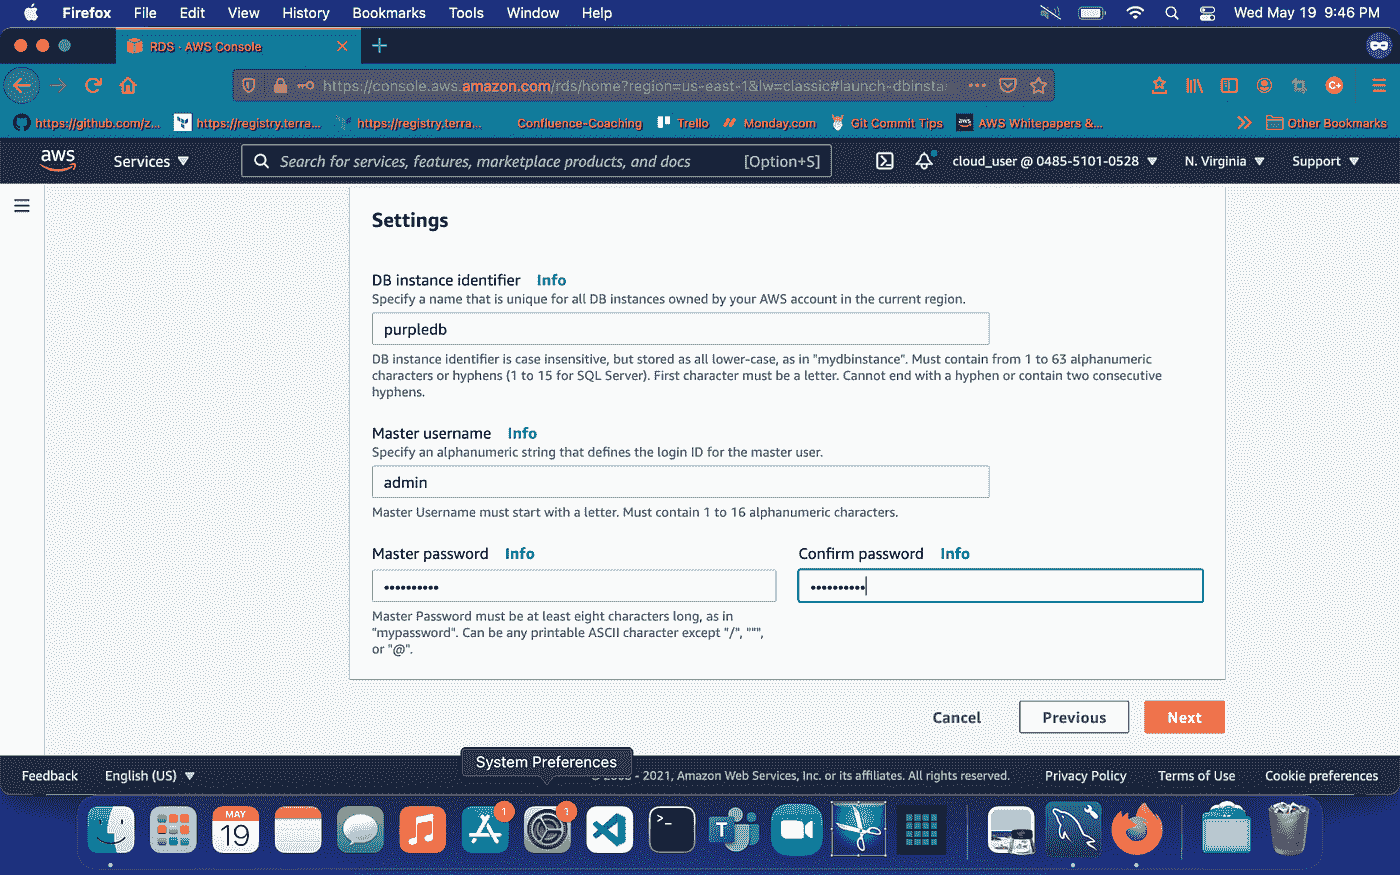 Firefox File Edit View History Bookmarks Tools Window Help Wed May 19 9:46 PM
RDS · AWS Console
https://console.aws.amazon.com/rds/home?region=us-east-1&lw=classic#launch-dbinsta
https://github.com/z... https://registry.terra... https://registry.terra... Confluence-Coaching Trello Monday.com Git Commit Tips AWS Whitepapers &... Other Bookmarks
aws Services Search for services, features, marketplace products, and docs [Option+S] cloud_user @ 0485-5101-0528 N. Virginia Support
Settings
DB instance identifier Info
Specify a name that is unique for all DB instances owned by your AWS account in the current region.
purpledb
DB instance identifier is case insensitive, but stored as all lower-case, as in "mydbinstance". Must contain from 1 to 63 alphanumeric
characters or hyphens (1 to 15 for SQL Server). First character must be a letter. Cannot end with a hyphen or contain two consecutive
hyphens.
Master username Info
Specify an alphanumeric string that defines the login ID for the master user.
admin
Master Username must start with a letter. Must contain 1 to 16 alphanumeric characters.
Master password Info Confirm password Info
•••••••••• ••••••••••
Master Password must be at least eight characters long, as in
"mypassword". Can be any printable ASCII character except "/", """,
or "@".
Cancel Previous Next
System Preferences
Feedback English (US) - 2021, Amazon Web Services, Inc. or its affiliates. All rights reserved. Privacy Policy Terms of Use Cookie preferences
MAY
19
1
1
T